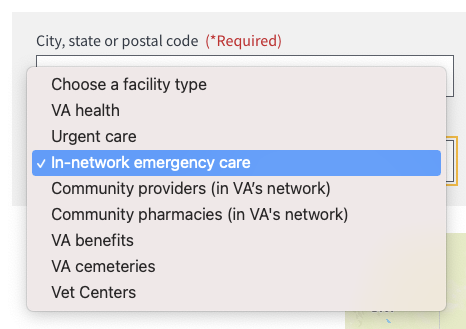 City, state or postal code (*Required)
Choose a facility type
VA health
Urgent care
✓ In-network emergency care
Community providers (in VA’s network)
Community pharmacies (in VA's network)
VA benefits
VA cemeteries
Vet Centers